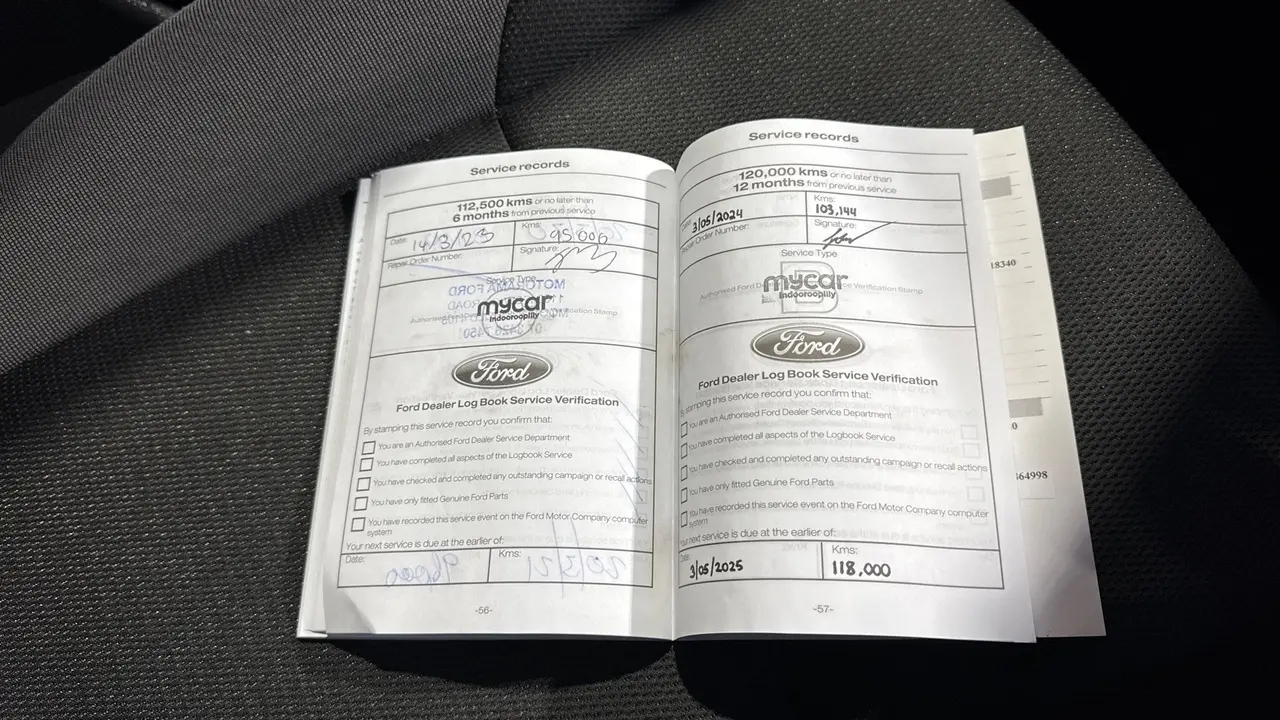 Service records
112,500 kms or no later than
6 months from previous service
Date: 14/3/23
Kms: 95,000
Repair Order Number:
Signature:
Service Type
mycar
Indooroopilly
Ford
Ford Dealer Log Book Service Verification
By stamping this service record you confirm that:
You are an Authorised Ford Dealer Service Department
You have completed all aspects of the Logbook Service
You have checked and completed any outstanding campaign or recall actions
You have only fitted Genuine Ford Parts
You have recorded this service event on the Ford Motor Company computer
system
Your next service is due at the earlier of:
Date:
Kms:
-56-
Service records
120,000 kms or no later than
12 months from previous service
Date: 3/05/2024
Kms:
103,144
Repair Order Number:
Signature:
Service Type
Authorised Ford D ce Service Verification Stamp
mycar
Indooroopilly
Ford
Ford Dealer Log Book Service Verification
By stamping this service record you confirm that:
You are an Authorised Ford Dealer Service Department
You have completed all aspects of the Logbook Service
You have checked and completed any outstanding campaign or recall actions
You have only fitted Genuine Ford Parts
You have recorded this service event on the Ford Motor Company computer
system
Your next service is due at the earlier of:
Date: 3/05/2025
Kms:
118,000
-57-
18340
64998